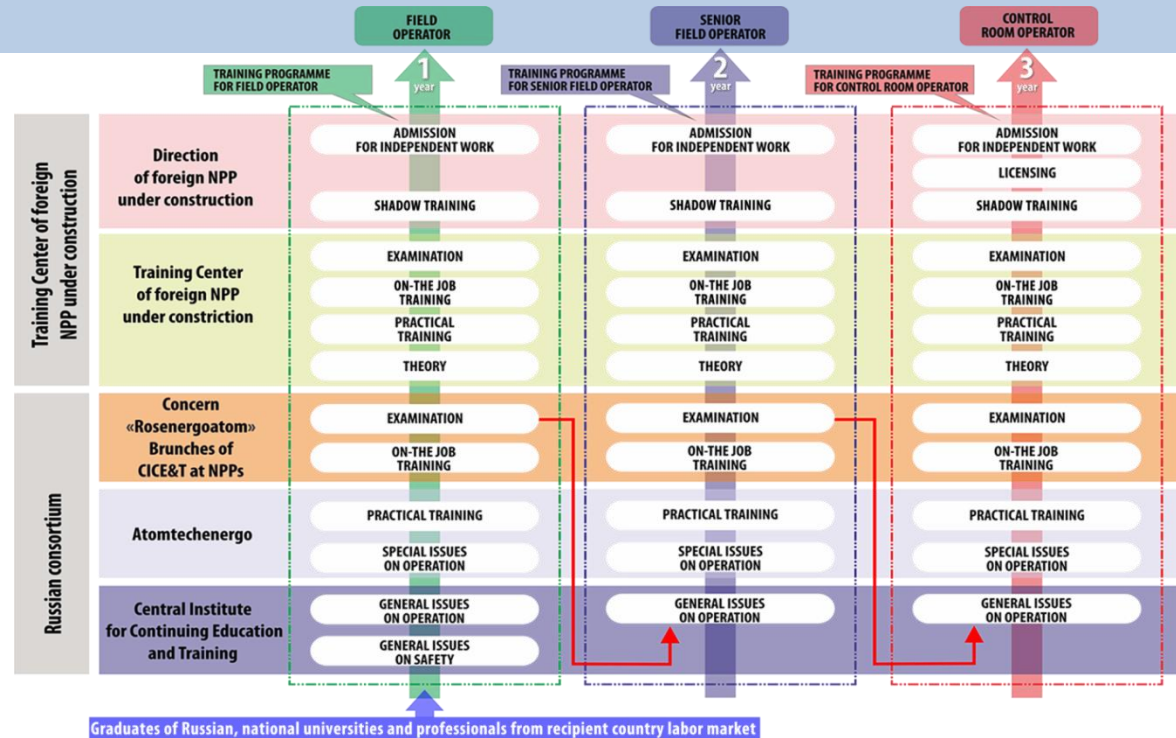 FIELD
OPERATOR
SENIOR
FIELD OPERATOR
CONTROL
ROOM OPERATOR
1
year
2
year
3
year
TRAINING PROGRAMME
FOR FIELD OPERATOR
TRAINING PROGRAMME
FOR SENIOR FIELD OPERATOR
TRAINING PROGRAMME
FOR CONTROL ROOM OPERATOR
Training Center of foreign
NPP under construction
Direction
of foreign NPP
under construction
ADMISSION
FOR INDEPENDENT WORK
ADMISSION
FOR INDEPENDENT WORK
ADMISSION
FOR INDEPENDENT WORK
LICENSING
SHADOW TRAINING
SHADOW TRAINING
SHADOW TRAINING
Training Center
of foreign NPP
under constriction
EXAMINATION
EXAMINATION
EXAMINATION
ON-THE JOB
TRAINING
ON-THE JOB
TRAINING
ON-THE JOB
TRAINING
PRACTICAL
TRAINING
PRACTICAL
TRAINING
PRACTICAL
TRAINING
THEORY
THEORY
THEORY
Russian consortium
Concern
«Rosenergoatom»
Brunches of
CICE&T at NPPs
EXAMINATION
EXAMINATION
EXAMINATION
ON-THE JOB
TRAINING
ON-THE JOB
TRAINING
ON-THE JOB
TRAINING
Atomtechenergo
PRACTICAL TRAINING
PRACTICAL TRAINING
PRACTICAL TRAINING
SPECIAL ISSUES
ON OPERATION
SPECIAL ISSUES
ON OPERATION
SPECIAL ISSUES
ON OPERATION
Central Institute
for Continuing Education
and Training
GENERAL ISSUES
ON OPERATION
GENERAL ISSUES
ON OPERATION
GENERAL ISSUES
ON OPERATION
GENERAL ISSUES
ON SAFETY
Graduates of Russian, national universities and professionals from recipient country labor market